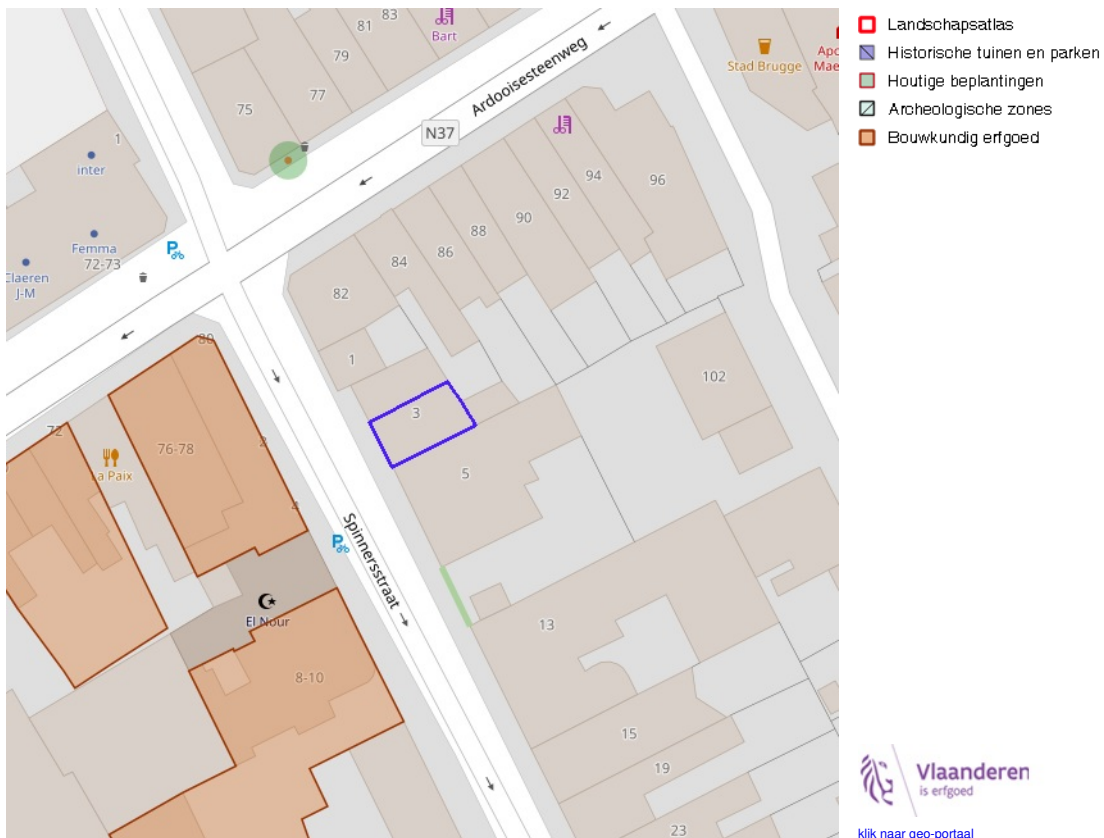 83
81
Bart
79
77
75
Ardooisesteenweg
N37
Stad Brugge
Apc
Mae
1
inter
Femma
72-73
Claeren
J-M
96
94
92
90
88
86
84
82
1
3
5
102
80
76-78
2
4
72
La Paix
Spinnersstraat
El Nour
8-10
13
15
19
23
Landschapsatlas
Historische tuinen en parken
Houtige beplantingen
Archeologische zones
Bouwkundig erfgoed
Vlaanderen
is erfgoed
klik naar geo-portaal